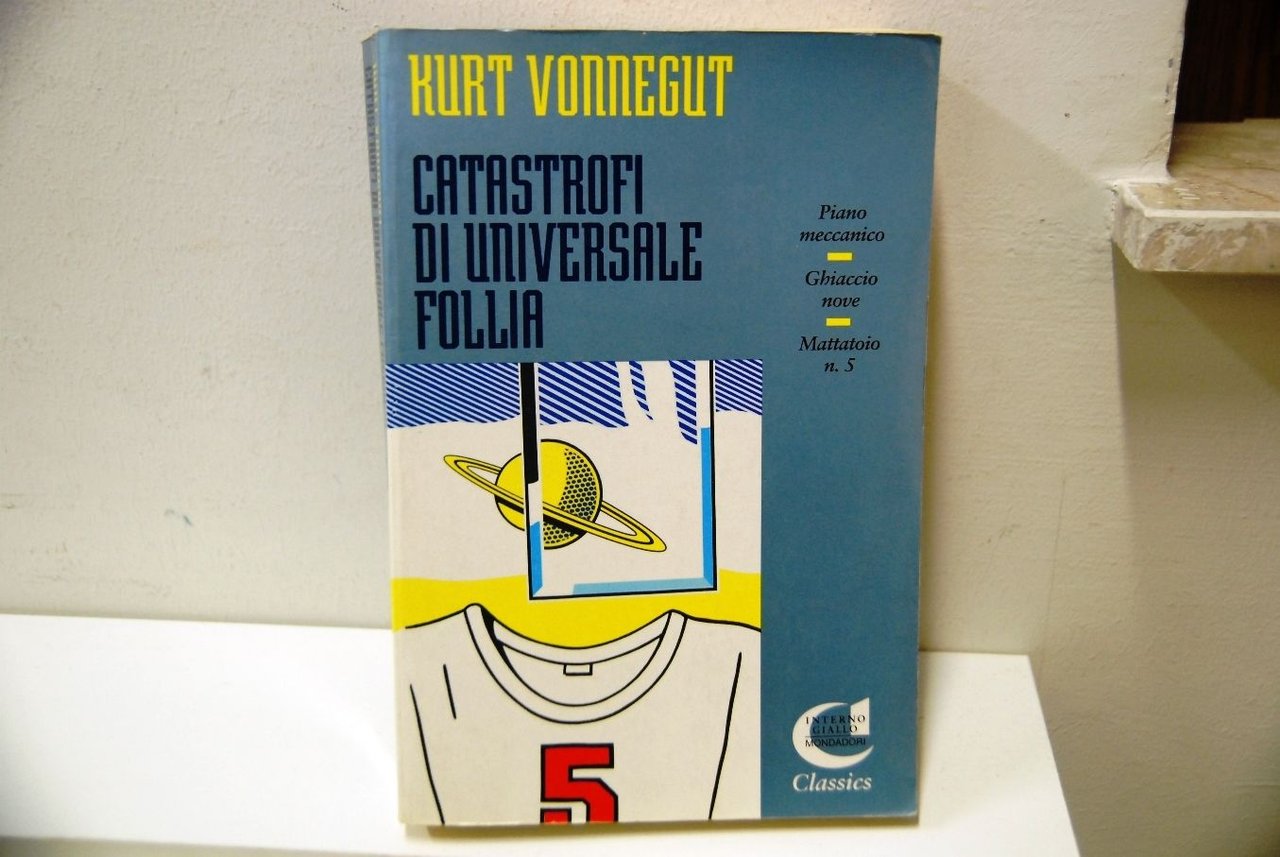 KURT VONNEGUT
CATASTROFI
DI UNIVERSALE
FOLLIA
Piano
meccanico
Ghiaccio
nove
Mattatoio
n. 5
5
INTERNO
GIALLO
MONDADORI
Classics